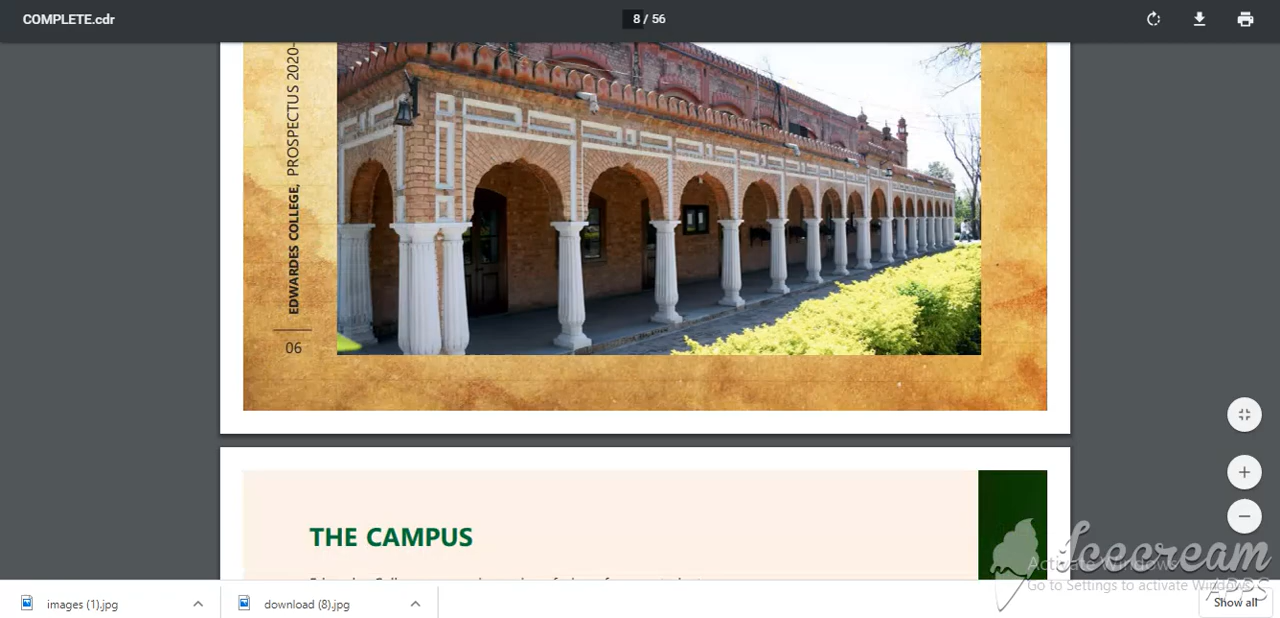 COMPLETE.cdr
8 / 56
EDWARDES COLLEGE, PROSPECTUS 2020-
06
THE CAMPUS
Icecream
APPS
Activate Windows
Go to Settings to activate Windows.
images (1).jpg
download (8).jpg
Show all